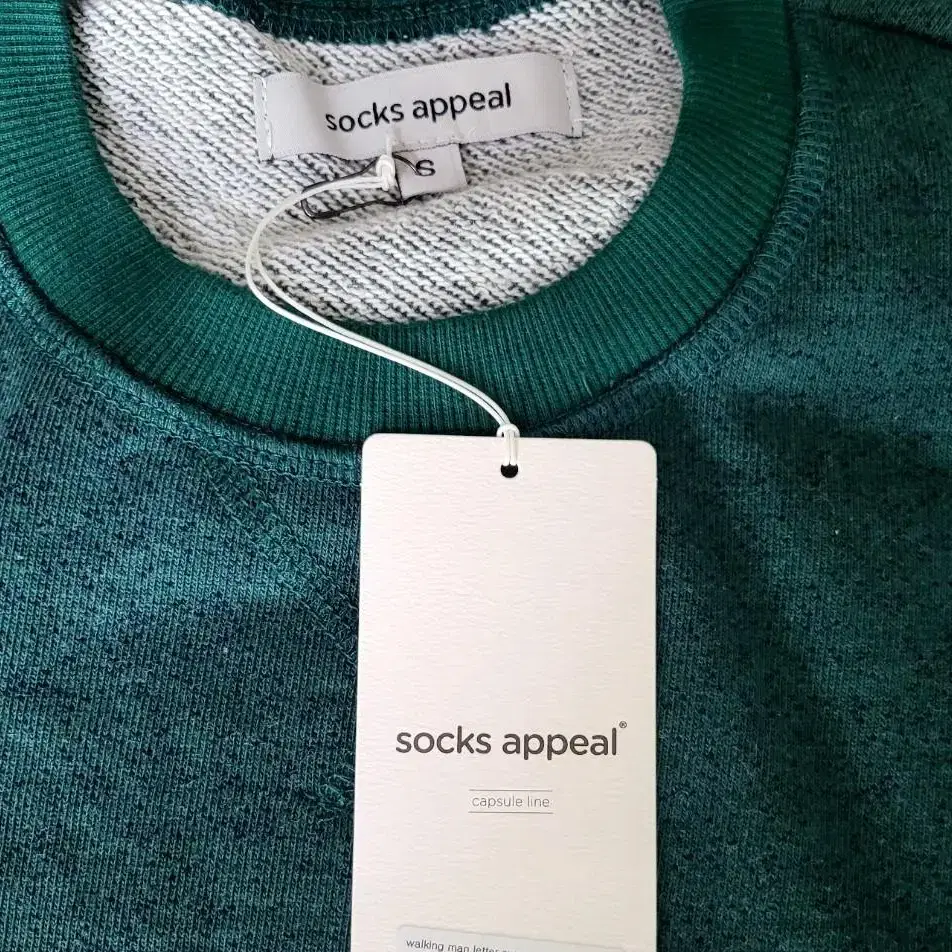 socks appeal
S
socks appeal®
capsule line
walking man letter